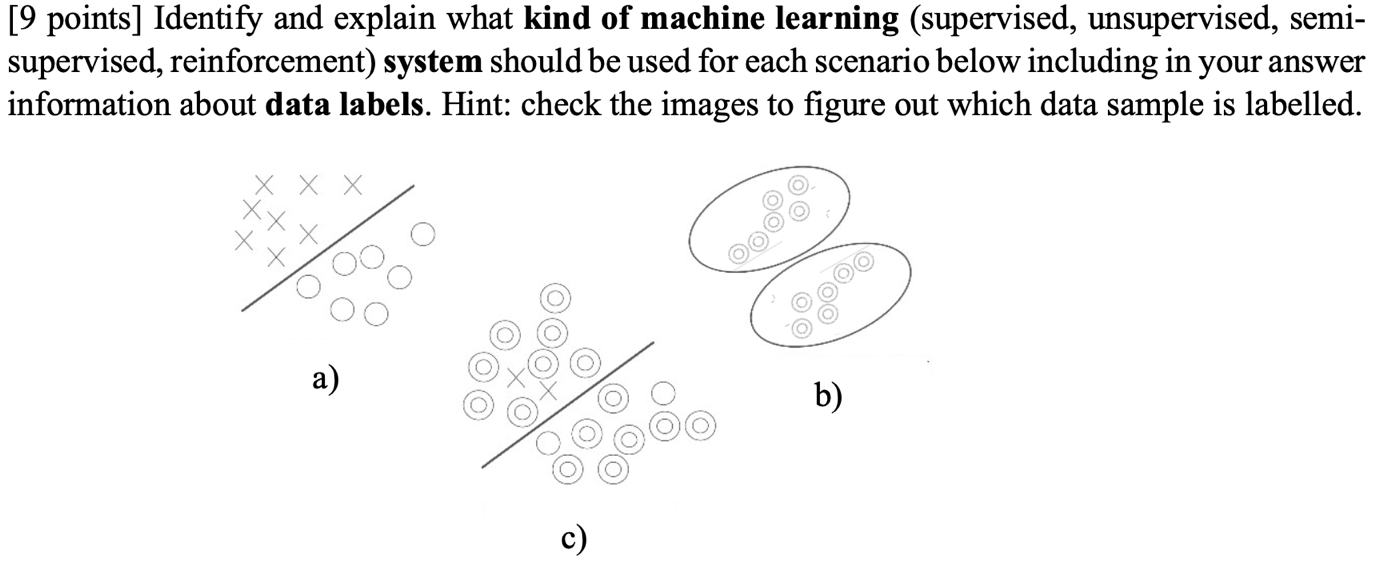 [9 points] Identify and explain what kind of machine learning (supervised, unsupervised, semi-
supervised, reinforcement) system should be used for each scenario below including in your answer
information about data labels. Hint: check the images to figure out which data sample is labelled.
a)
b)
c)